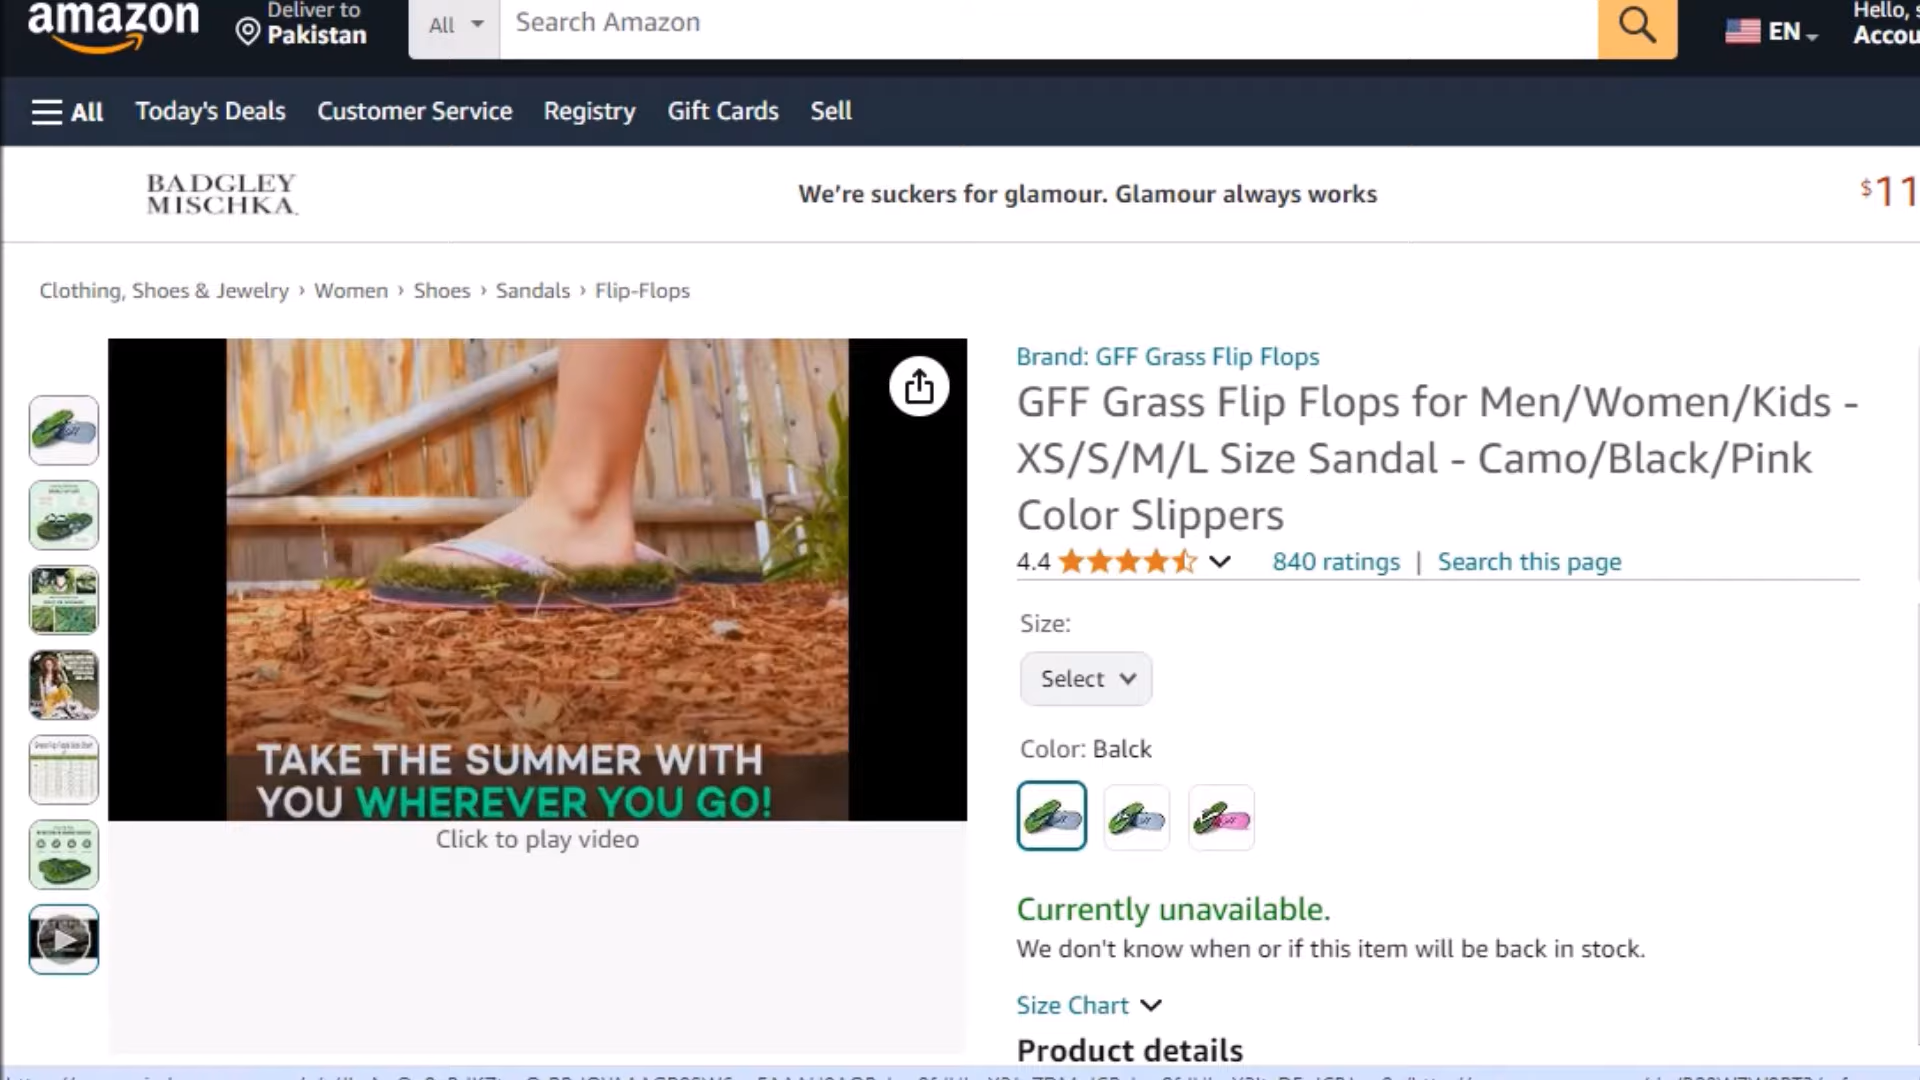 amazon
Deliver to
Pakistan
All
Search Amazon
EN
Hello,
All
Today's Deals
Customer Service
Registry
Gift Cards
Sell
BADGLEY
MISCHKA
We’re suckers for glamour. Glamour always works
$11
Clothing, Shoes & Jewelry › Women › Shoes › Sandals › Flip-Flops
TAKE THE SUMMER WITH
YOU WHEREVER YOU GO!
Click to play video
Brand: GFF Grass Flip Flops
GFF Grass Flip Flops for Men/Women/Kids -
XS/S/M/L Size Sandal - Camo/Black/Pink
Color Slippers
4.4
840 ratings | Search this page
Size:
Select
Color: Balck
Currently unavailable.
We don't know when or if this item will be back in stock.
Size Chart
Product details